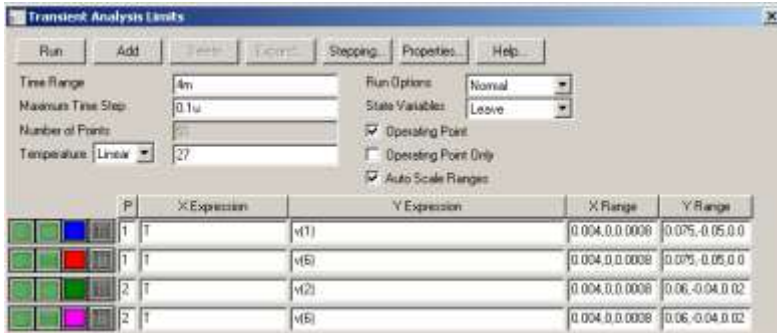 Transient Analysis Limits
Run Add Delete Expand... Stepping... Properties... Help...
Time Range 4m Run Options Normal
Maximum Time Step 0.1u State Variables Leave
Number of Points Operating Point
Temperature Linear 27 Operating Point Only
Auto Scale Ranges
P X Expression Y Expression X Range Y Range
1 T v(1) 0.004,0,0.0008 0.075,-0.05,0.0
1 T v(6) 0.004,0,0.0008 0.075,-0.05,0.0
2 T v(2) 0.004,0,0.0008 0.06,-0.04,0.02
2 T v(6) 0.004,0,0.0008 0.06,-0.04,0.02